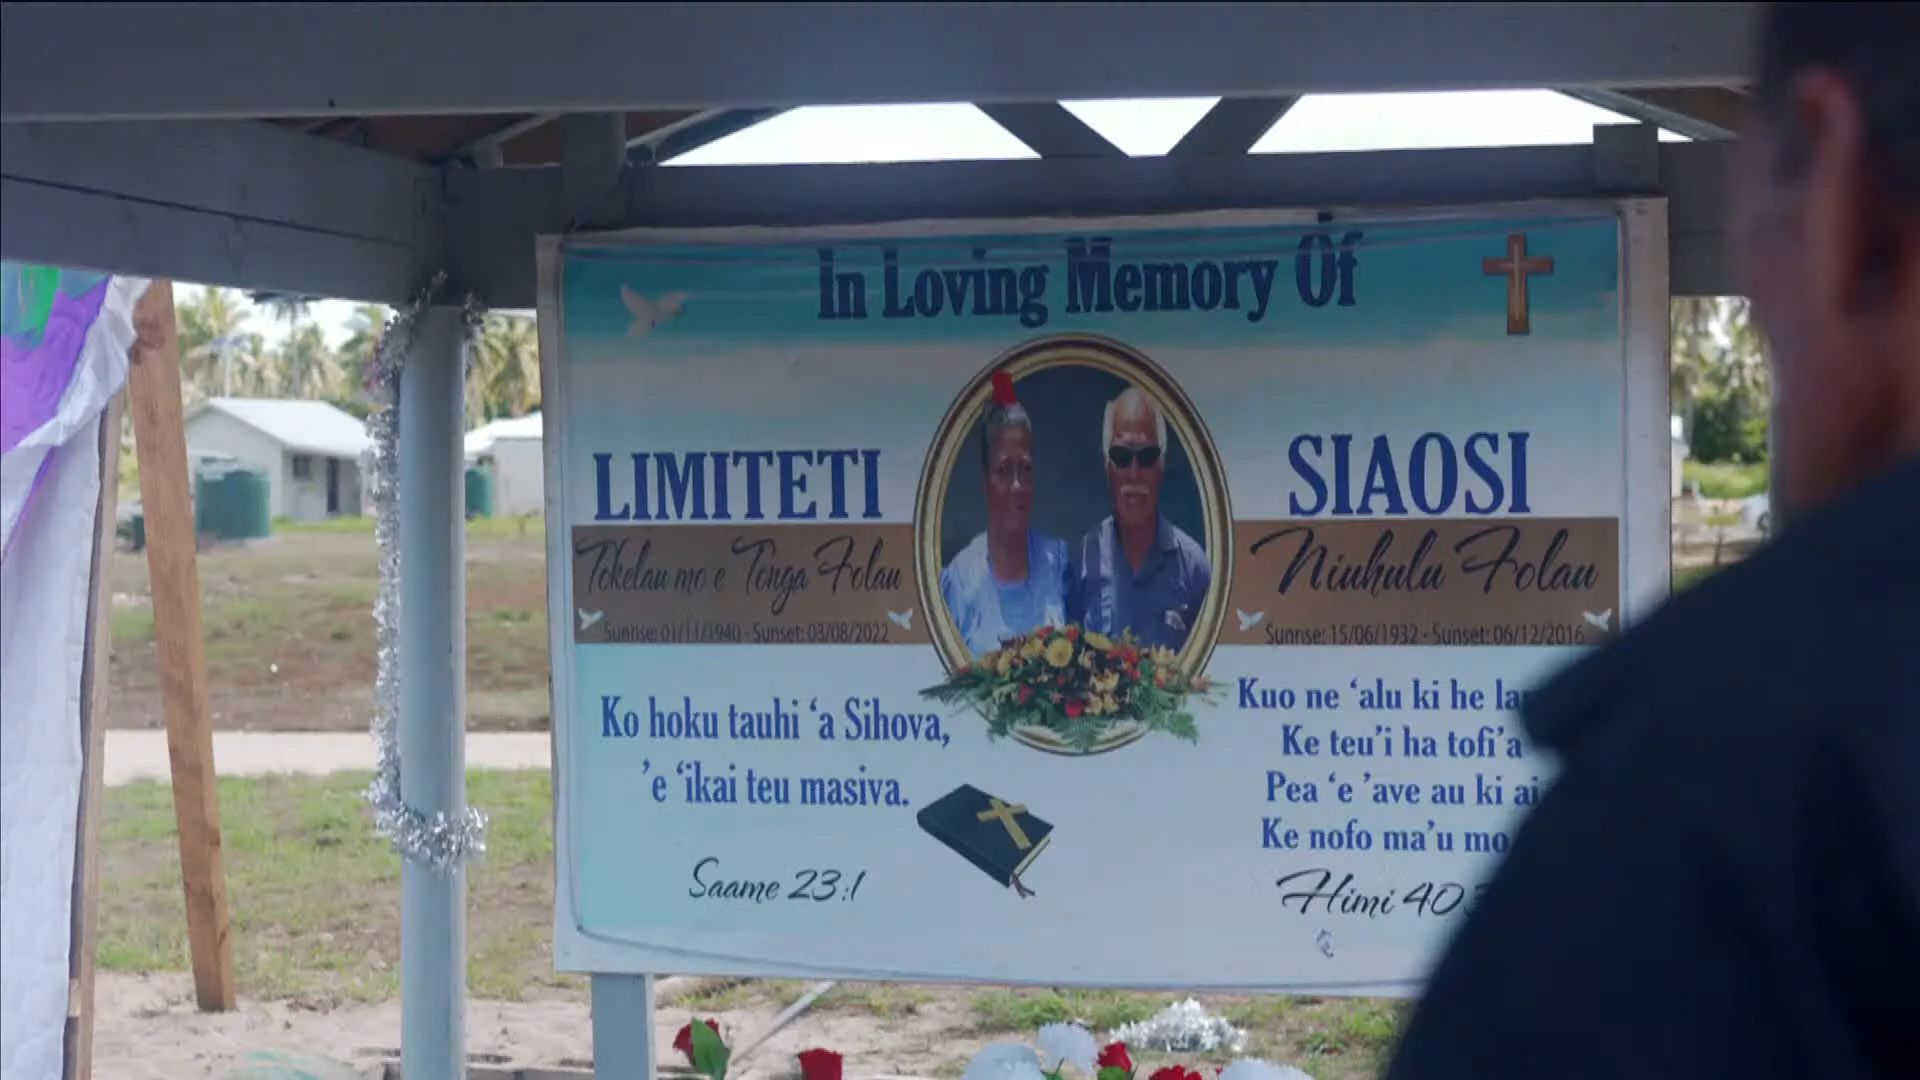 In Loving Memory Of
LIMITETI
Tokelau mo e Tonga Folau
Sunrise: 01/11/1940 - Sunset: 03/08/2022
Ko hoku tauhi ‘a Sihova,
’e ‘ikai teu masiva.
Saame 23:1
SIAOSI
Niuhulu Folau
Sunrise: 15/06/1932 - Sunset: 06/12/2016
Kuo ne ‘alu ki he
Ke teu’i ha tofi’a
Pea ‘e ’ave au ki
Ke nofo ma’u
Himi 40